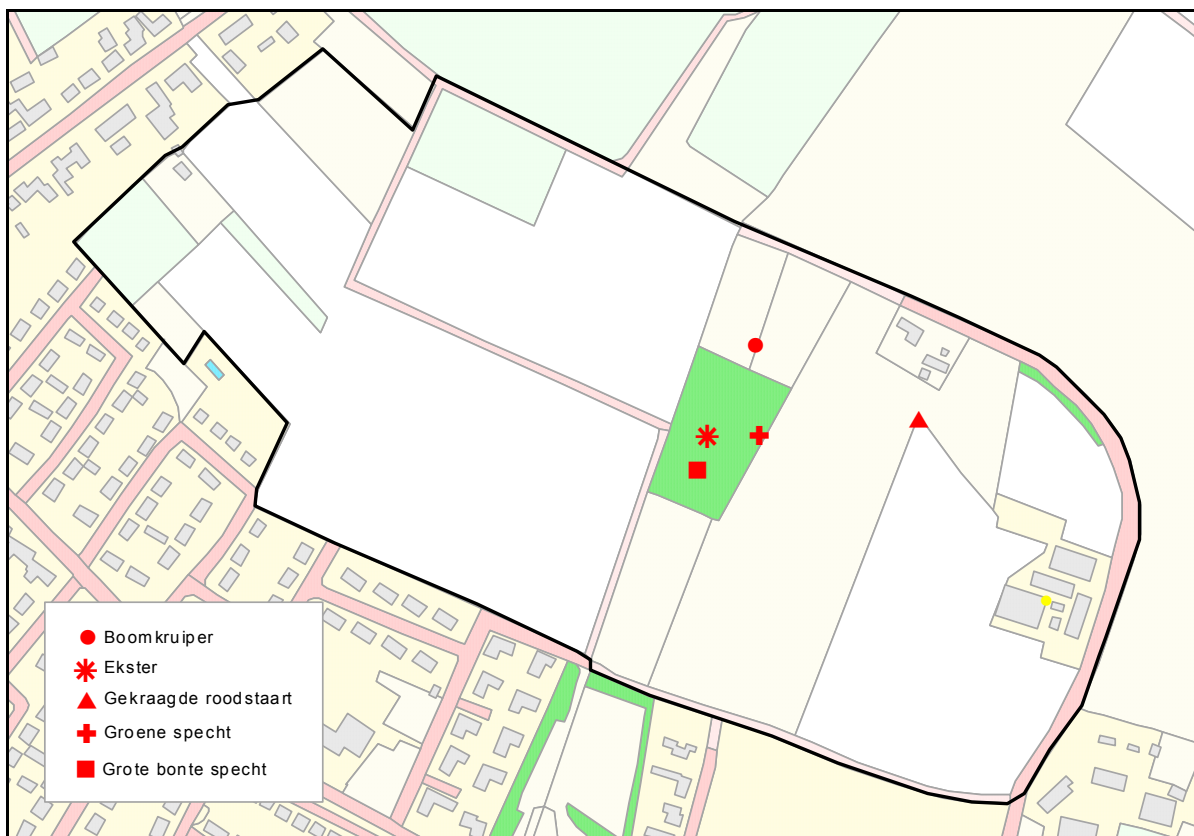 Boomkruiper
Ekster
Gekraagde roodstaart
Groene specht
Grote bonte specht